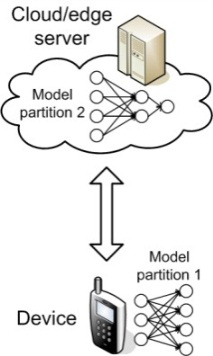 Cloud/edge
server
Model
partition 2
Model
partition 1
Device